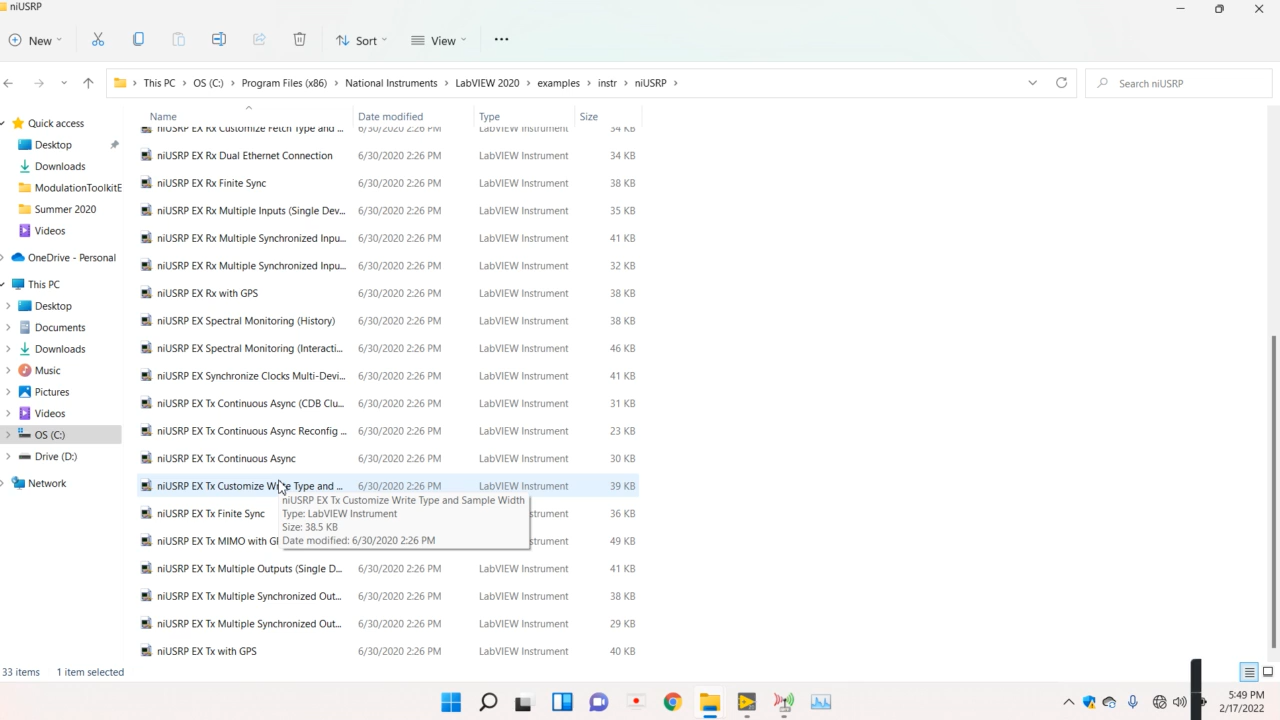 niUSRP
New
Sort
View
This PC > OS (C:) > Program Files (x86) > National Instruments > LabVIEW 2020 > examples > instr > niUSRP >
Search niUSRP
Name Date modified Type Size
niUSRP EX Rx Customize Fetch Type and ... 6/30/2020 2:26 PM LabVIEW Instrument 34 KB
niUSRP EX Rx Dual Ethernet Connection 6/30/2020 2:26 PM LabVIEW Instrument 34 KB
niUSRP EX Rx Finite Sync 6/30/2020 2:26 PM LabVIEW Instrument 38 KB
niUSRP EX Rx Multiple Inputs (Single Dev... 6/30/2020 2:26 PM LabVIEW Instrument 35 KB
niUSRP EX Rx Multiple Synchronized Inpu... 6/30/2020 2:26 PM LabVIEW Instrument 41 KB
niUSRP EX Rx Multiple Synchronized Inpu... 6/30/2020 2:26 PM LabVIEW Instrument 32 KB
niUSRP EX Rx with GPS 6/30/2020 2:26 PM LabVIEW Instrument 38 KB
niUSRP EX Spectral Monitoring (History) 6/30/2020 2:26 PM LabVIEW Instrument 38 KB
niUSRP EX Spectral Monitoring (Interacti... 6/30/2020 2:26 PM LabVIEW Instrument 46 KB
niUSRP EX Synchronize Clocks Multi-Devi... 6/30/2020 2:26 PM LabVIEW Instrument 41 KB
niUSRP EX Tx Continuous Async (CDB Clu... 6/30/2020 2:26 PM LabVIEW Instrument 31 KB
niUSRP EX Tx Continuous Async Reconfig ... 6/30/2020 2:26 PM LabVIEW Instrument 23 KB
niUSRP EX Tx Continuous Async 6/30/2020 2:26 PM LabVIEW Instrument 30 KB
niUSRP EX Tx Customize Write Type and ... 6/30/2020 2:26 PM LabVIEW Instrument 39 KB
niUSRP EX Tx Finite Sync strument 36 KB
niUSRP EX Tx MIMO with strument 49 KB
niUSRP EX Tx Multiple Outputs (Single D... 6/30/2020 2:26 PM LabVIEW Instrument 41 KB
niUSRP EX Tx Multiple Synchronized Out... 6/30/2020 2:26 PM LabVIEW Instrument 38 KB
niUSRP EX Tx Multiple Synchronized Out... 6/30/2020 2:26 PM LabVIEW Instrument 29 KB
niUSRP EX Tx with GPS 6/30/2020 2:26 PM LabVIEW Instrument 40 KB
niUSRP EX Tx Customize Write Type and Sample Width
Type: LabVIEW Instrument
Size: 38.5 KB
Date modified: 6/30/2020 2:26 PM
Quick access
Desktop
Downloads
ModulationToolkitE
Summer 2020
Videos
OneDrive - Personal
This PC
Desktop
Documents
Downloads
Music
Pictures
Videos
OS (C:)
Drive (D:)
Network
33 items 1 item selected
5:49 PM
2/17/2022